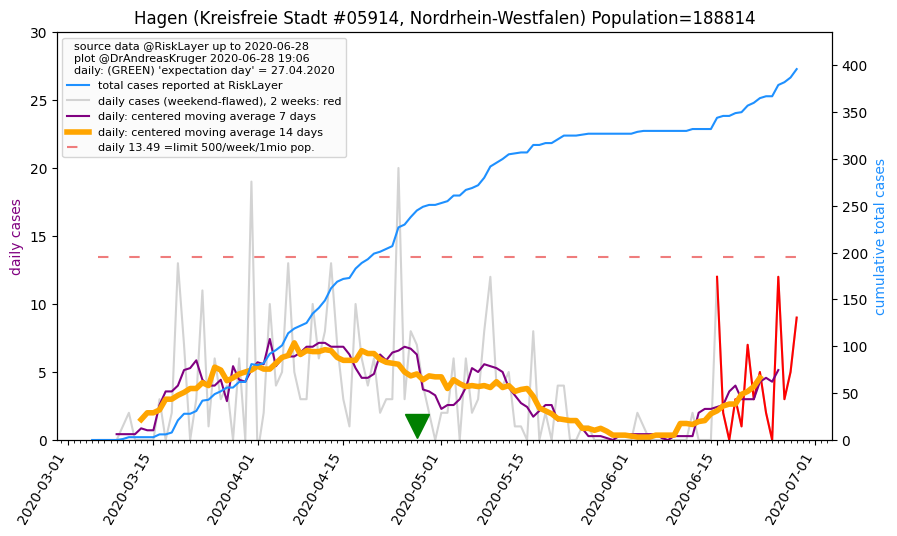 Hagen (Kreisfreie Stadt #05914, Nordrhein-Westfalen) Population=188814
source data @RiskLayer up to 2020-06-28
plot @DrAndreasKruger 2020-06-28 19:06
daily: (GREEN) 'expectation day' = 27.04.2020
total cases reported at RiskLayer
daily cases (weekend-flawed), 2 weeks: red
daily: centered moving average 7 days
daily: centered moving average 14 days
daily 13.49 =limit 500/week/1mio pop.
daily cases
30
25
20
15
10
5
0
cumulative total cases
400
350
300
250
200
150
100
50
0
2020-03-01
2020-03-15
2020-04-01
2020-04-15
2020-05-01
2020-05-15
2020-06-01
2020-06-15
2020-07-01